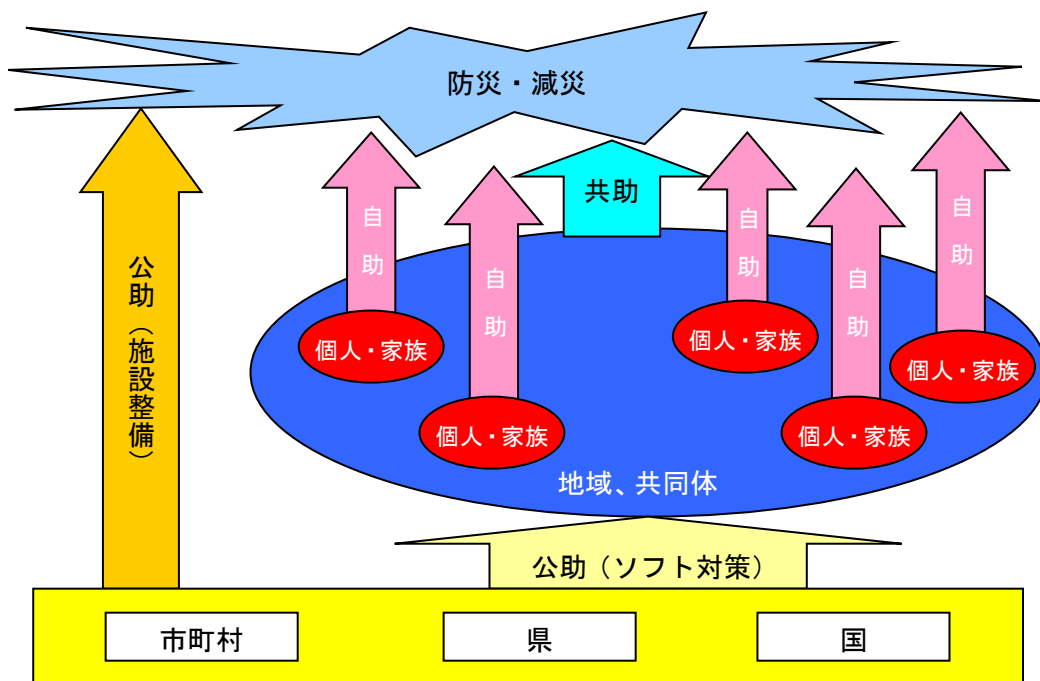 防災・減災
共助
自助
自助
自助
自助
自助
公助（施設整備）
個人・家族
個人・家族
個人・家族
個人・家族
個人・家族
地域、共同体
公助（ソフト対策）
市町村
県
国